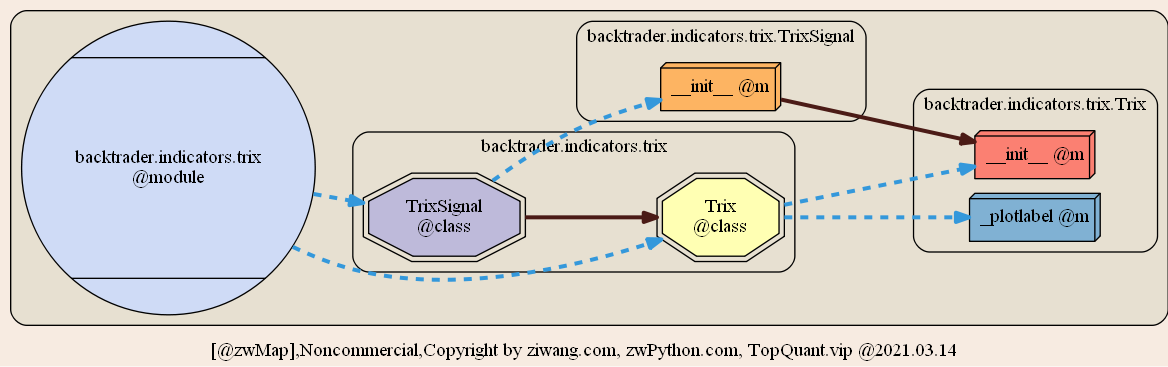 backtrader.indicators.trix.TrixSignal
__init__ @m
backtrader.indicators.trix.Trix
__init__ @m
_plotlabel @m
backtrader.indicators.trix
@module
backtrader.indicators.trix
TrixSignal
@class
Trix
@class
[@zwMap],Noncommercial,Copyright by ziwang.com, zwPython.com, TopQuant.vip @2021.03.14